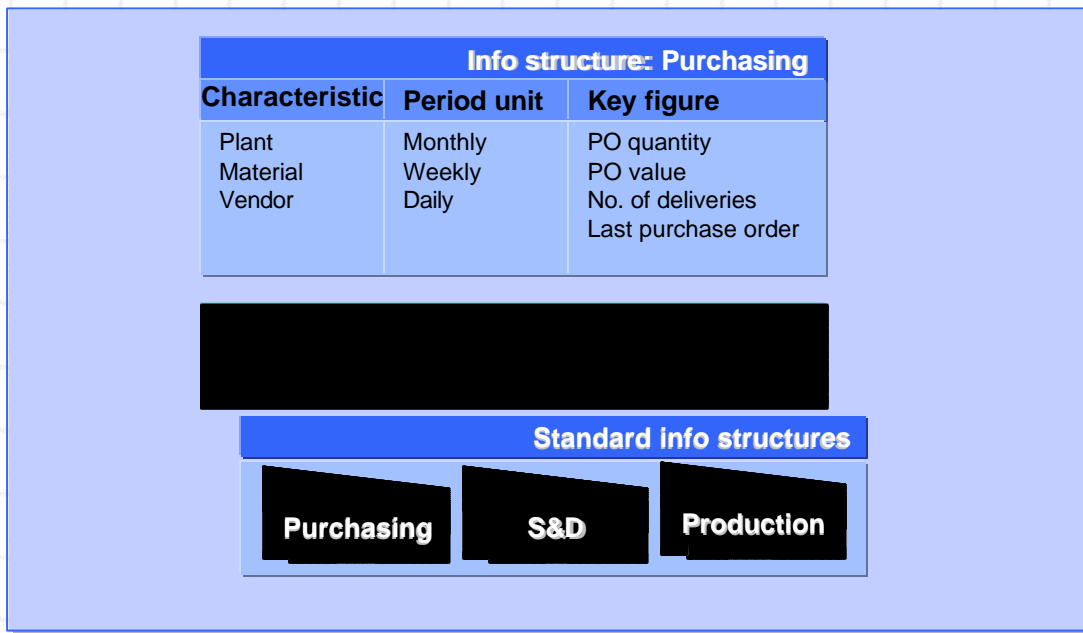 Info structure: Purchasing
Characteristic Period unit Key figure
Plant Monthly PO quantity
Material Weekly PO value
Vendor Daily No. of deliveries
Last purchase order
Standard info structures
Purchasing S&D Production